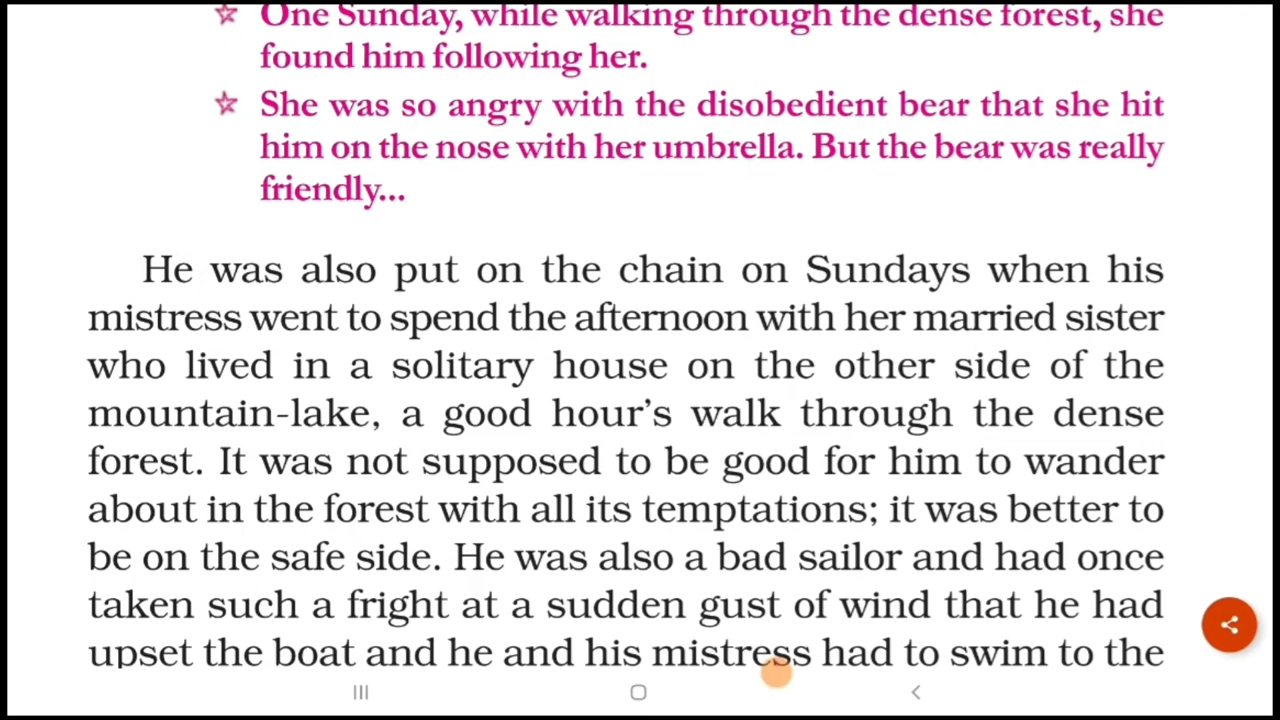 ☆ One Sunday, while walking through the dense forest, she
found him following her.
☆ She was so angry with the disobedient bear that she hit
him on the nose with her umbrella. But the bear was really
friendly...
He was also put on the chain on Sundays when his
mistress went to spend the afternoon with her married sister
who lived in a solitary house on the other side of the
mountain-lake, a good hour’s walk through the dense
forest. It was not supposed to be good for him to wander
about in the forest with all its temptations; it was better to
be on the safe side. He was also a bad sailor and had once
taken such a fright at a sudden gust of wind that he had
upset the boat and he and his mistress had to swim to the